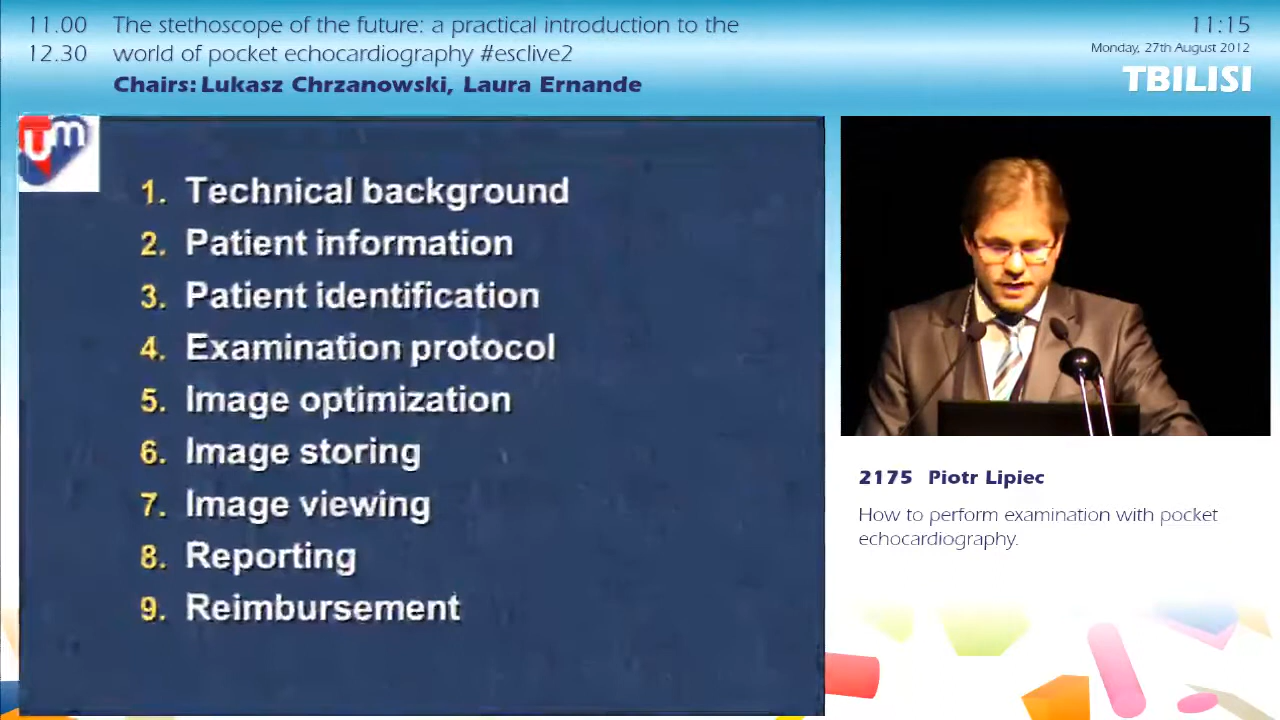 11.00 The stethoscope of the future: a practical introduction to the
12.30 world of pocket echocardiography #esclive2
Chairs: Lukasz Chrzanowski, Laura Ernande
11:15
Monday, 27th August 2012
TBILISI
UM
1. Technical background
2. Patient information
3. Patient identification
4. Examination protocol
5. Image optimization
6. Image storing
7. Image viewing
8. Reporting
9. Reimbursement
2175 Piotr Lipiec
How to perform examination with pocket
echocardiography.